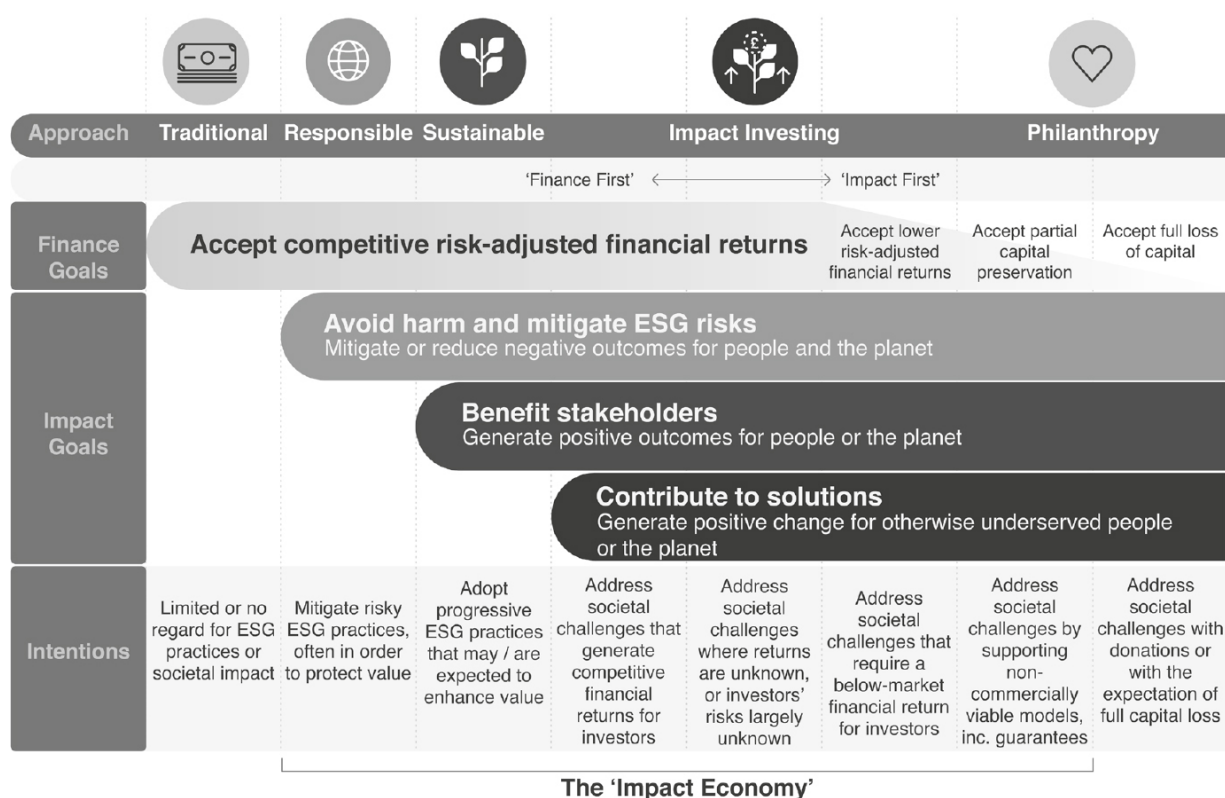 £
Approach Traditional Responsible Sustainable Impact Investing Philanthropy
‘Finance First’ ‘Impact First’
Finance
Goals
Accept competitive risk-adjusted financial returns
Accept lower
risk-adjusted
financial returns
Accept partial
capital
preservation
Accept full loss
of capital
Impact
Goals
Avoid harm and mitigate ESG risks
Mitigate or reduce negative outcomes for people and the planet
Benefit stakeholders
Generate positive outcomes for people or the planet
Contribute to solutions
Generate positive change for otherwise underserved people
or the planet
Intentions
Limited or no
regard for ESG
practices or
societal impact
Mitigate risky
ESG practices,
often in order
to protect value
Adopt
progressive
ESG practices
that may / are
expected to
enhance value
Address
societal
challenges that
generate
competitive
financial
returns for
investors
Address
societal
challenges
where returns
are unknown,
or investors’
risks largely
unknown
Address
societal
challenges that
require a
below-market
financial return
for investors
Address
societal
challenges by
supporting
non-
commercially
viable models,
inc. guarantees
Address
societal
challenges with
donations or
with the
expectation of
full capital loss
The ‘Impact Economy’